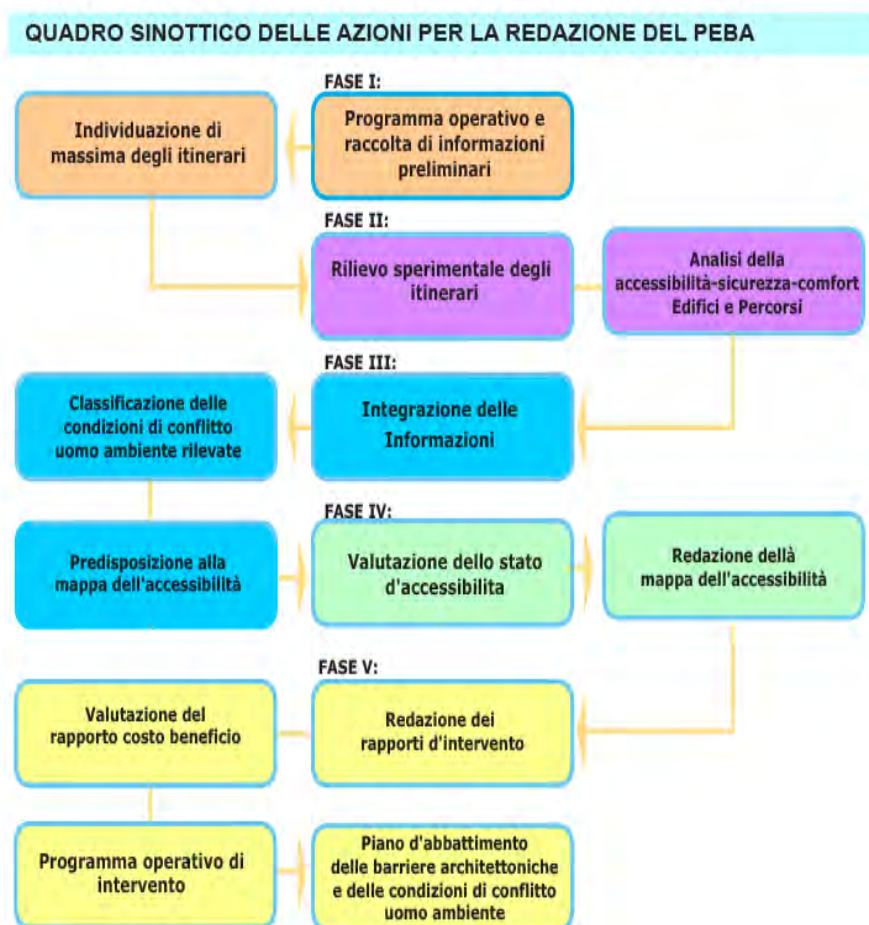 QUADRO SINOTTICO DELLE AZIONI PER LA REDAZIONE DEL PEBA
FASE I:
Programma operativo e
raccolta di informazioni
preliminari
Individuazione di
massima degli itinerari
FASE II:
Rilievo sperimentale degli
itinerari
Analisi della
accessibilità-sicurezza-comfort
Edifici e Percorsi
FASE III:
Integrazione delle
Informazioni
Classificazione delle
condizioni di conflitto
uomo ambiente rilevate
Predisposizione alla
mappa dell'accessibilità
FASE IV:
Valutazione dello stato
d'accessibilita
Redazione dellà
mappa dell'accessibilità
FASE V:
Redazione dei
rapporti d'intervento
Valutazione del
rapporto costo beneficio
Programma operativo di
intervento
Piano d'abbattimento
delle barriere architettoniche
e delle condizioni di conflitto
uomo ambiente